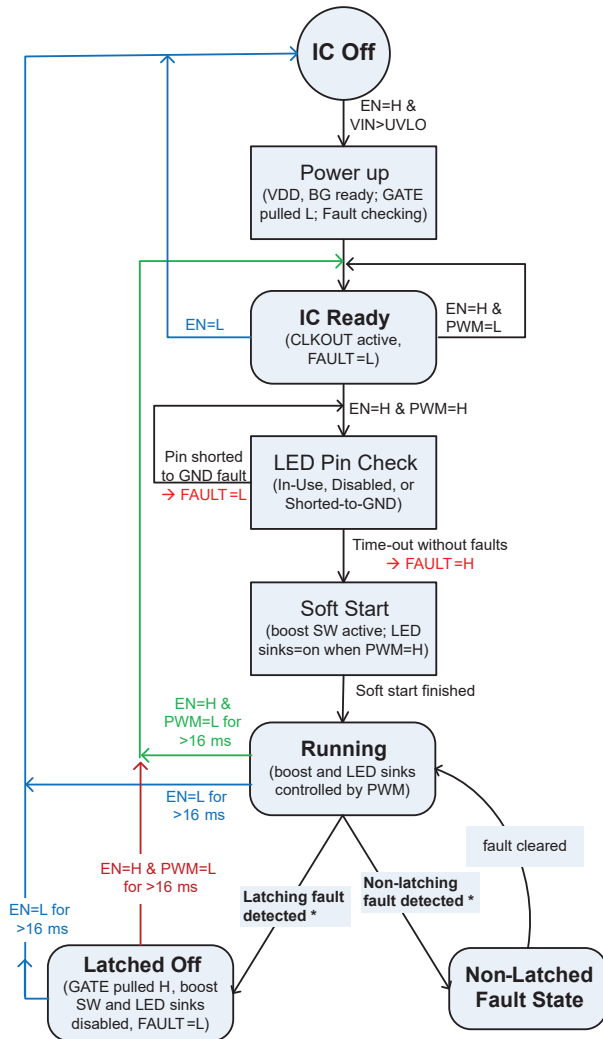 IC Off
EN=H &
VIN>UVLO
Power up
(VDD, BG ready; GATE
pulled L; Fault checking)
EN=L
IC Ready
(CLKOUT active,
FAULT=L)
EN=H &
PWM=L
EN=H & PWM=H
Pin shorted
to GND fault
→ FAULT=L
LED Pin Check
(In-Use, Disabled, or
Shorted-to-GND)
Time-out without faults
→ FAULT=H
Soft Start
(boost SW active; LED
sinks=on when PWM=H)
Soft start finished
EN=H &
PWM=L for
>16 ms
Running
(boost and LED sinks
controlled by PWM)
EN=L for
>16 ms
fault cleared
EN=H & PWM=L
for >16 ms
Latching fault
detected *
Non-latching
fault detected *
EN=L for
>16 ms
Latched Off
(GATE pulled H, boost
SW and LED sinks
disabled, FAULT=L)
Non-Latched
Fault State